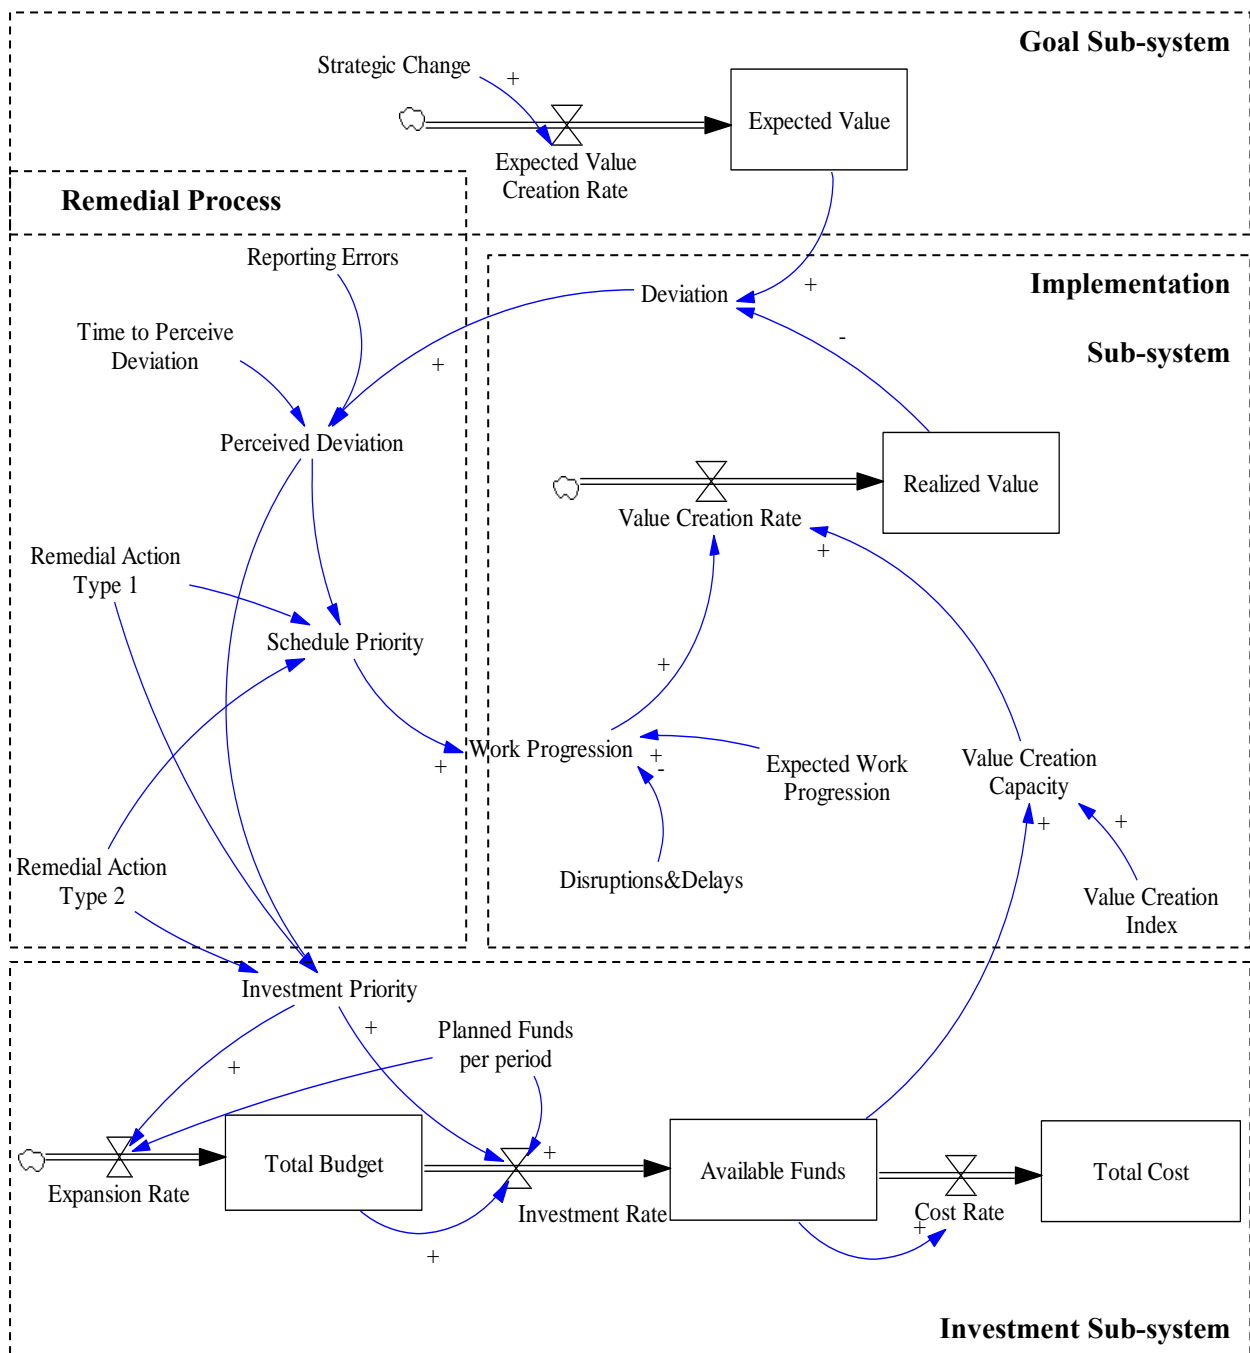 Goal Sub-system
Strategic Change
+
Expected Value
Expected Value
Creation Rate
Remedial Process
Reporting Errors
Implementation
Sub-system
Deviation
+
-
Time to Perceive
Deviation
+
Perceived Deviation
Realized Value
Value Creation Rate
+
Remedial Action
Type 1
Schedule Priority
+
Work Progression
+
+
-
Expected Work
Progression
Value Creation
Capacity
+
+
Disruptions&Delays
Value Creation
Index
Remedial Action
Type 2
Investment Priority
+
+
Planned Funds
per period
+
Total Budget
Expansion Rate
Investment Rate
+
Available Funds
Cost Rate
+
Total Cost
Investment Sub-system